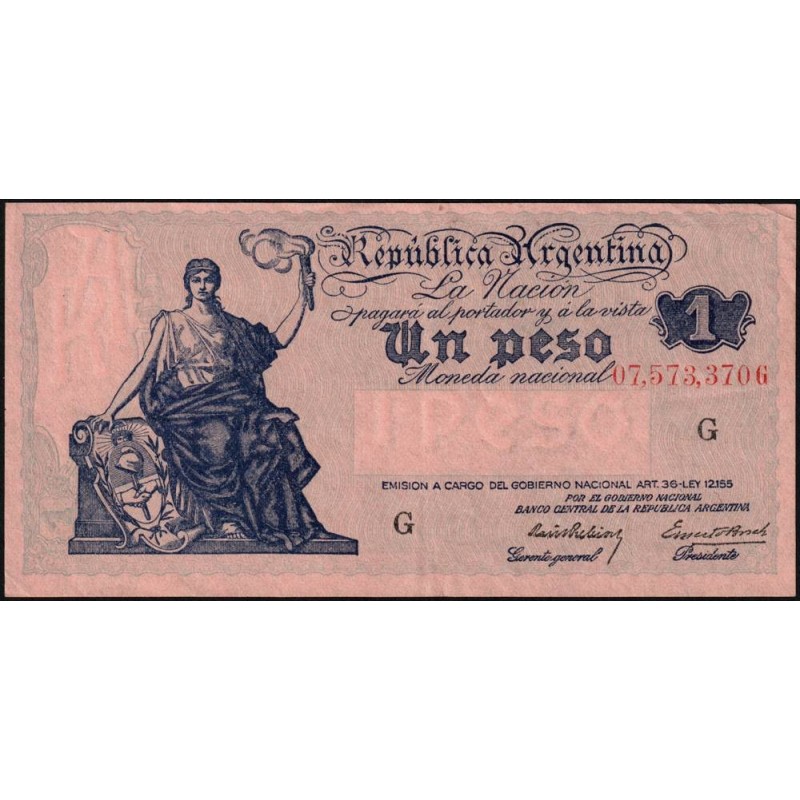 República Argentina
La Nación
pagará al portador y á la vista
Un peso
1
Moneda nacional 07,573,370G
G
EMISION A CARGO DEL GOBIERNO NACIONAL ART. 36-LEY 12.155
POR EL GOBIERNO NACIONAL
BANCO CENTRAL DE LA REPUBLICA ARGENTINA
G
Gerente general
Presidente